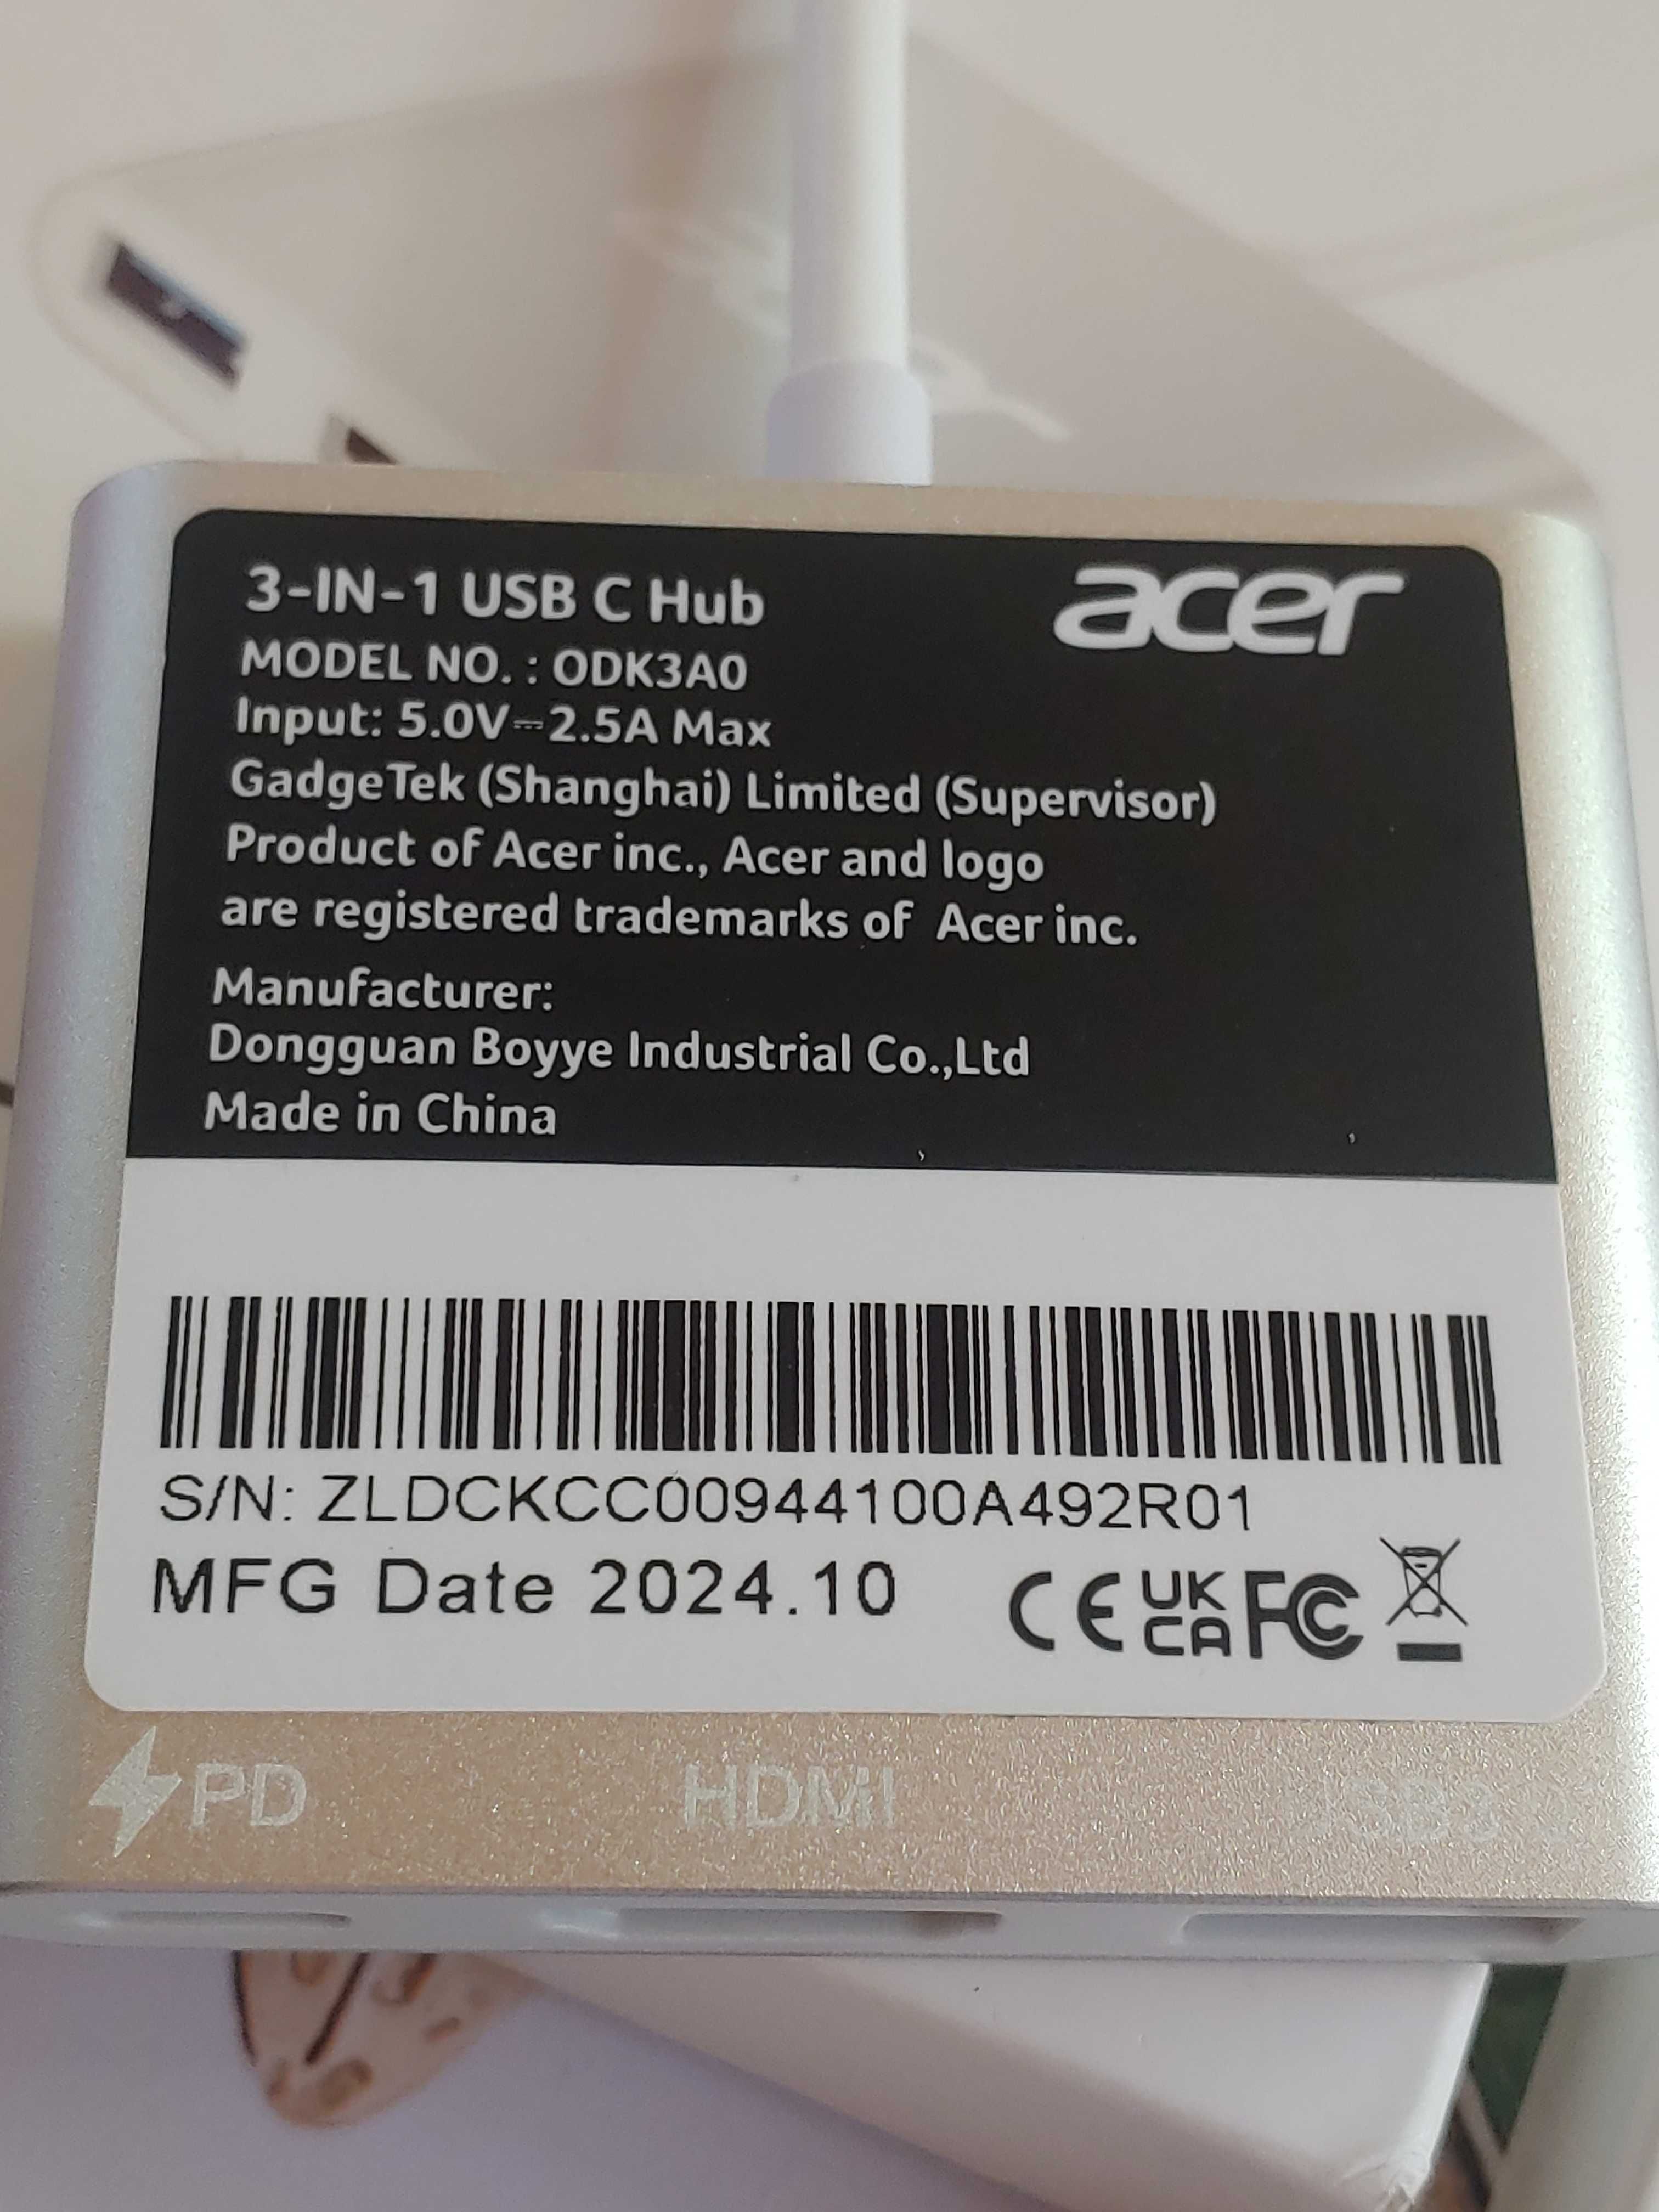 3-IN-1 USB C Hub
acer
MODEL NO. : ODK3A0
Input: 5.0V⎓2.5A Max
GadgeTek (Shanghai) Limited (Supervisor)
Product of Acer inc., Acer and logo
are registered trademarks of Acer inc.
Manufacturer:
Dongguan Boyye Industrial Co.,Ltd
Made in China
S/N: ZLDCKCC00944100A492R01
MFG Date 2024.10
CE UK CA FC
PD HDMI